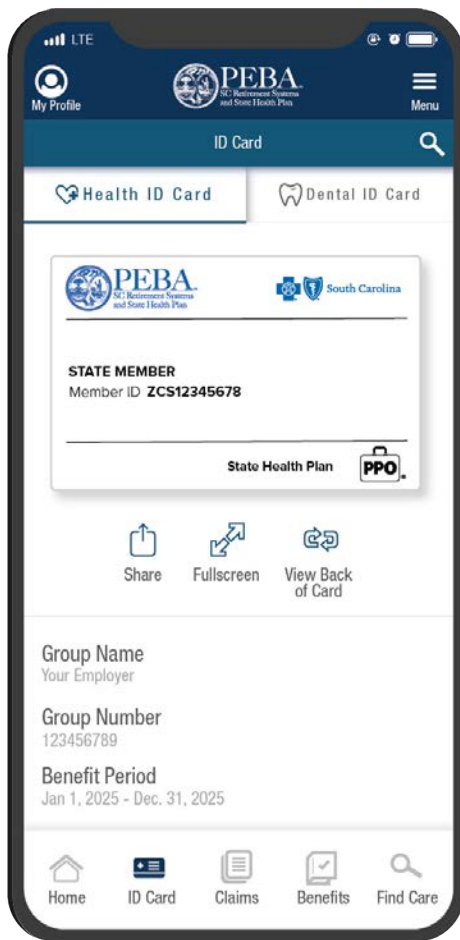 LTE
My Profile
PEBA
SC Retirement Systems
and State Health Plan
Menu
ID Card
Health ID Card
Dental ID Card
PEBA
SC Retirement Systems
and State Health Plan
South Carolina
STATE MEMBER
Member ID ZCS12345678
State Health Plan
PPO
Share
Fullscreen
View Back
of Card
Group Name
Your Employer
Group Number
123456789
Benefit Period
Jan 1, 2025 - Dec. 31, 2025
Home
ID Card
Claims
Benefits
Find Care